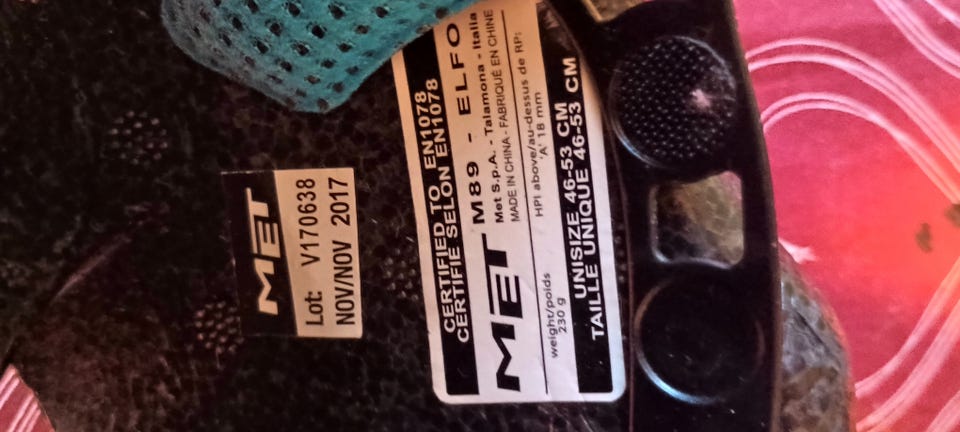 MET
Lot: V170638
NOV/NOV 2017
CERTIFIED TO EN1078
CERTIFIÉ SELON EN1078
MET
M89 - ELFO
Met S.p.A. - Talamona - Italia
MADE IN CHINA - FABRIQUÉ EN CHINE
weight/poids
230 g
HPI above/au-dessus de RP:
'A' 18 mm
UNISIZE 46-53 CM
TAILLE UNIQUE 46-53 CM